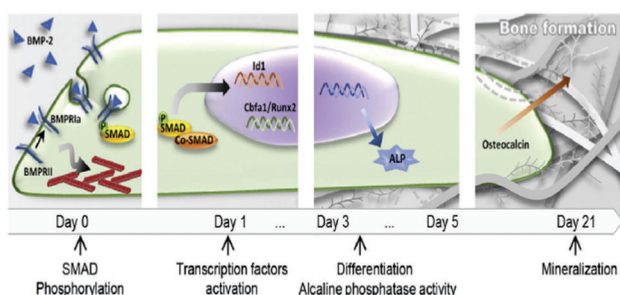 Bone formation
BMP-2
BMPRIa
BMPRII
P
SMAD
Id1
Cbfa1/Runx2
P
SMAD
Co-SMAD
ALP
Osteocalcin
Day 0
Day 1
...
Day 3
...
Day 5
Day 21
SMAD
Phosphorylation
Transcription factors
activation
Differentiation
Alcaline phosphatase activity
Mineralization